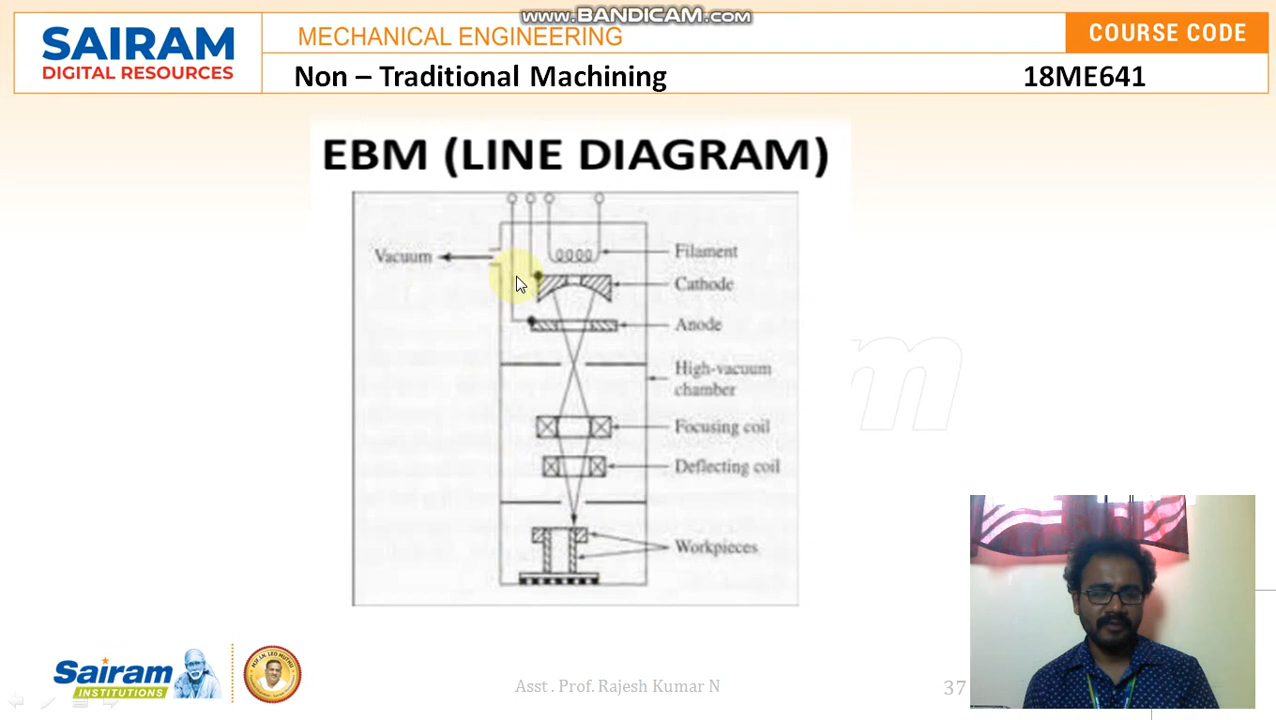 www.BANDICAM.com
SAIRAM
DIGITAL RESOURCES
MECHANICAL ENGINEERING
COURSE CODE
Non – Traditional Machining
18ME641
EBM (LINE DIAGRAM)
Vacuum
Filament
Cathode
Anode
High-vacuum
chamber
Focusing coil
Deflecting coil
Workpieces
m
Sairam
INSTITUTIONS
Asst . Prof. Rajesh Kumar N
37